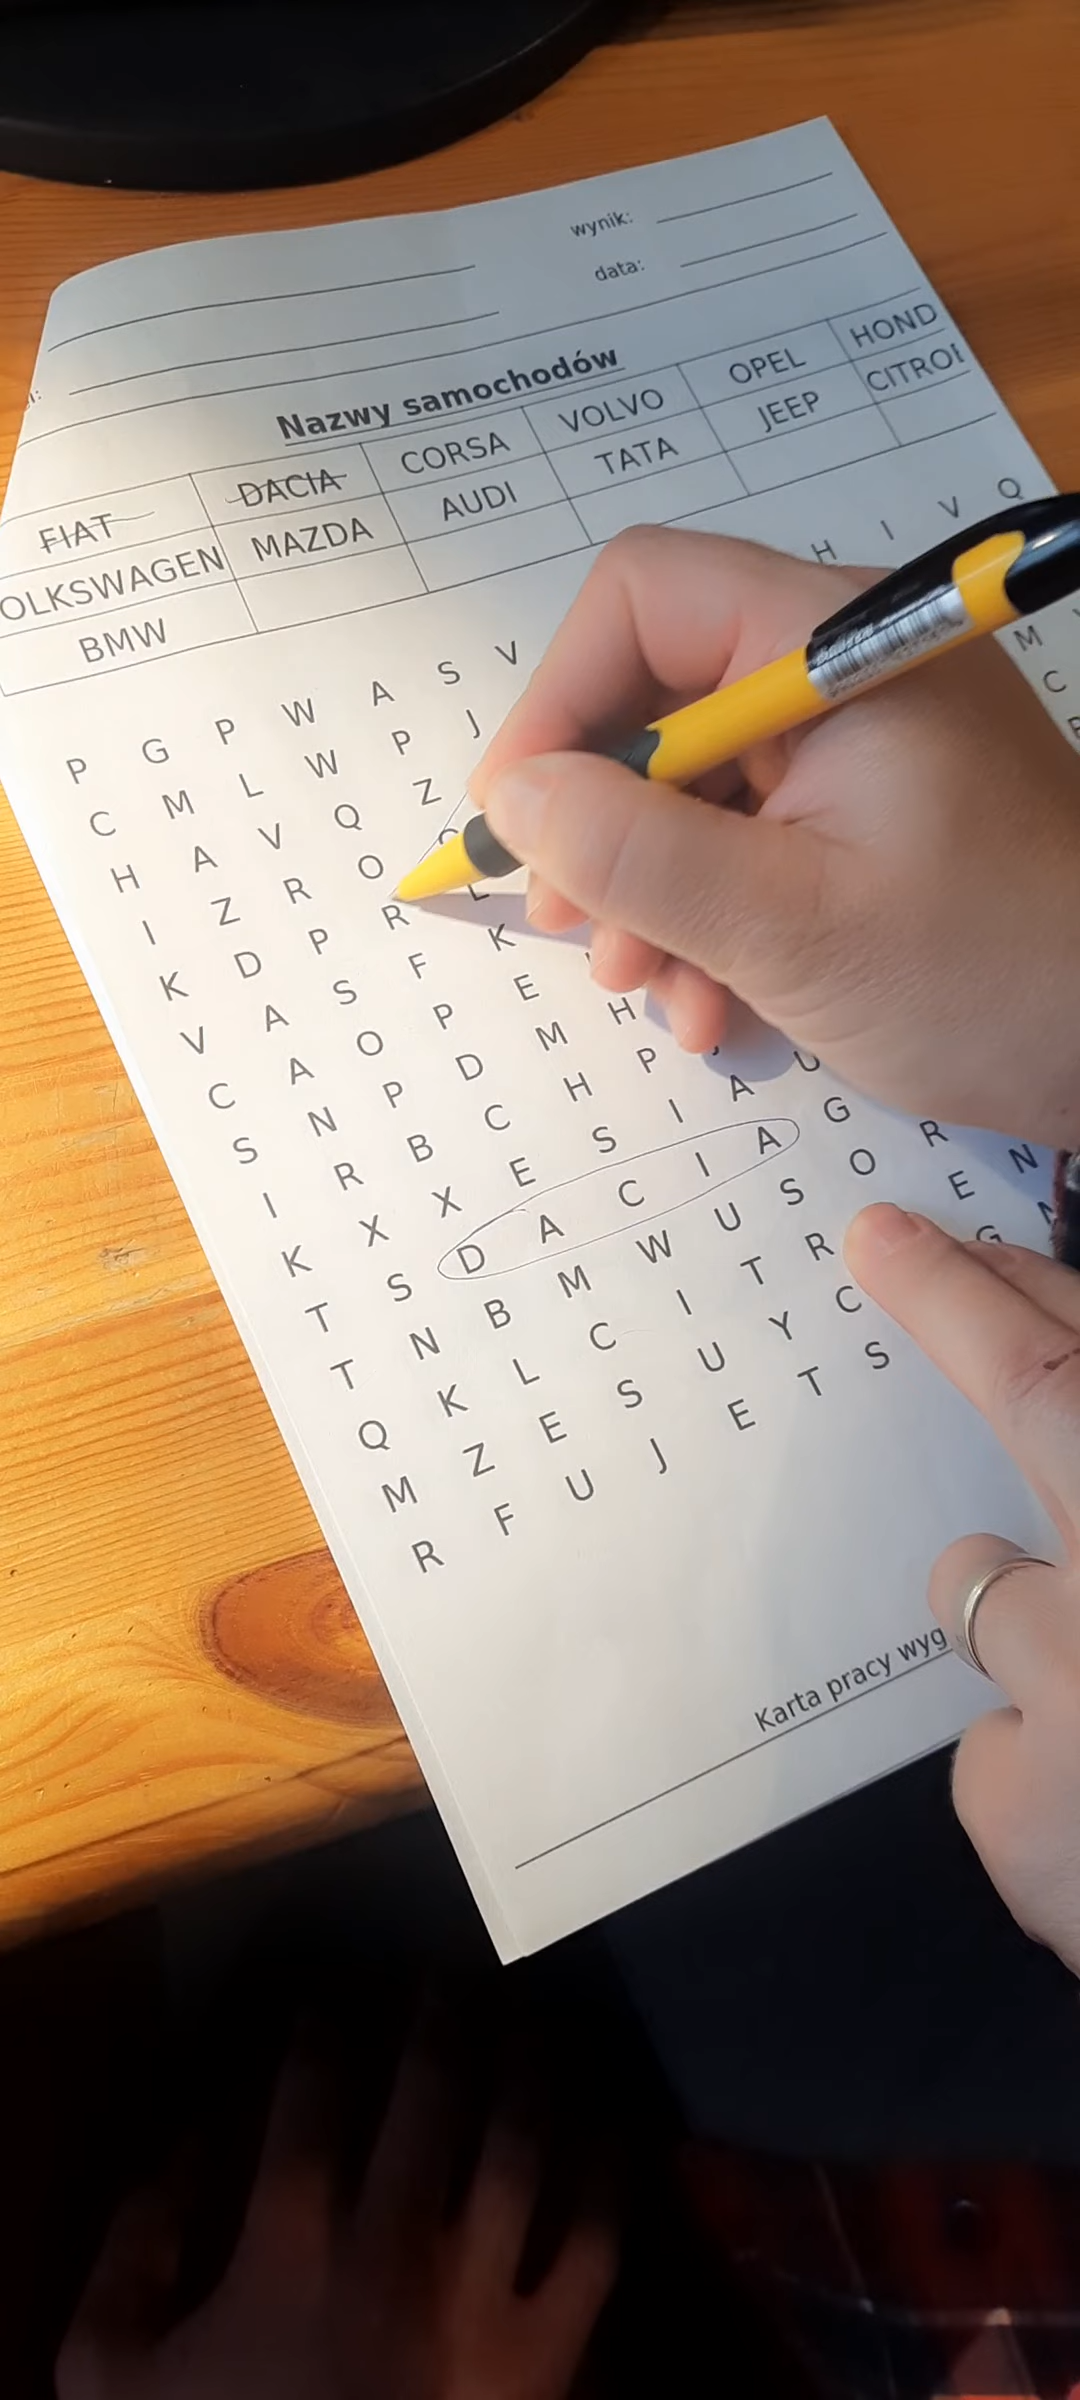 wynik:
data:
Nazwy samochodów
FIAT DACIA CORSA VOLVO OPEL HOND
OLKSWAGEN MAZDA AUDI TATA JEEP CITRO
BMW
P G P W A S V H I V Q
C M L W P J
H A V Q Z M
I Z R O C
K D P R L
V A S F K
C A O P E
S N P D M H
I R B C H P
K X X E S I A U
T S D A C I A G
T N B M W U S O R
Q K L C I T R E N
M Z E S U Y C G
R F U J E T S
Karta pracy wyg